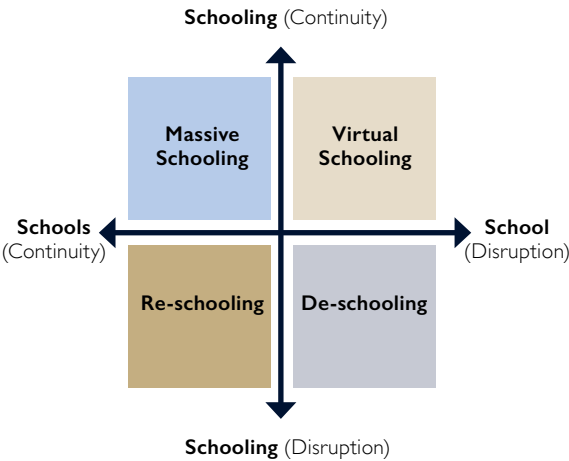 Schooling (Continuity)
Massive
Schooling
Virtual
Schooling
Schools
(Continuity)
School
(Disruption)
Re-schooling
De-schooling
Schooling (Disruption)